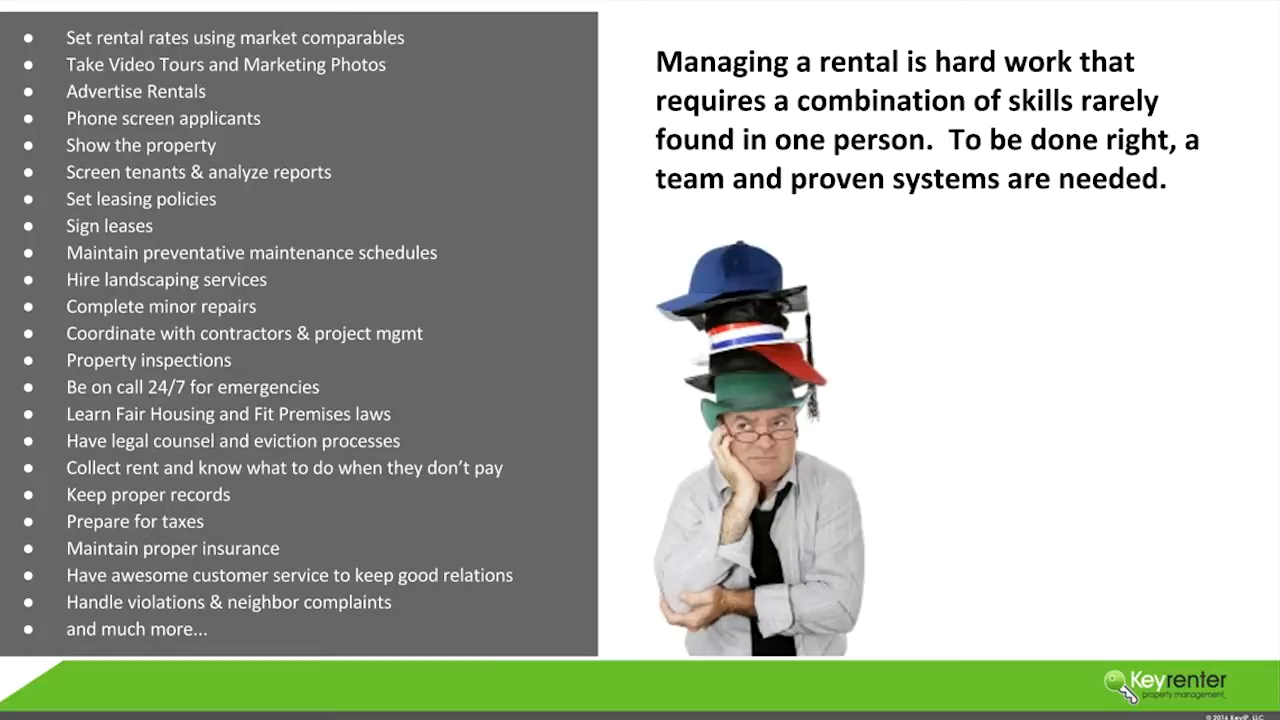 ● Set rental rates using market comparables
● Take Video Tours and Marketing Photos
● Advertise Rentals
● Phone screen applicants
● Show the property
● Screen tenants & analyze reports
● Set leasing policies
● Sign leases
● Maintain preventative maintenance schedules
● Hire landscaping services
● Complete minor repairs
● Coordinate with contractors & project mgmt
● Property inspections
● Be on call 24/7 for emergencies
● Learn Fair Housing and Fit Premises laws
● Have legal counsel and eviction processes
● Collect rent and know what to do when they don’t pay
● Keep proper records
● Prepare for taxes
● Maintain proper insurance
● Have awesome customer service to keep good relations
● Handle violations & neighbor complaints
● and much more...
Managing a rental is hard work that
requires a combination of skills rarely
found in one person.  To be done right, a
team and proven systems are needed.
Keyrenter
property management
© 2016 KeyIP, LLC